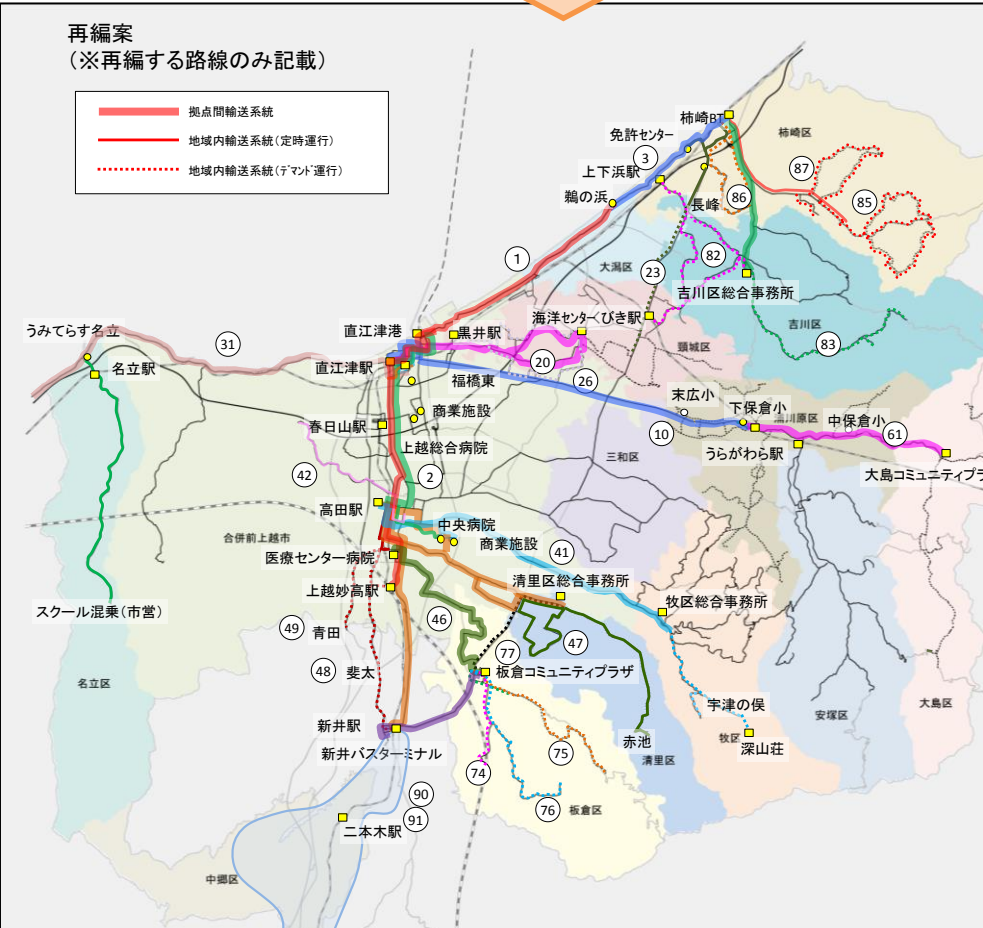 再編案
(※再編する路線のみ記載)
拠点間輸送系統
地域内輸送系統(定時運行)
地域内輸送系統(デマンド運行)
柿崎BT
免許センター
柿崎区
3
上下浜駅
87
鵜の浜
86
85
長峰
1
大潟区
82
23
吉川区総合事務所
うみてらす名立
直江津港
黒井駅
海洋センター
くびき駅
吉川区
31
頸城区
83
名立駅
直江津駅
20
福橋東
26
末広小
下保倉小
商業施設
浦川原区
中保倉小
春日山駅
10
61
上越総合病院
うらがわら駅
三和区
大島コミュニティプラザ
42
2
高田駅
中央病院
合併前上越市
商業施設
41
医療センター病院
清里区総合事務所
上越妙高駅
牧区総合事務所
スクール混乗(市営)
46
49
青田
47
77
48
斐太
板倉コミュニティプラザ
名立区
宇津の俣
安塚区
大島区
新井駅
赤池
牧区
深山荘
新井バスターミナル
75
清里区
74
90
76
91
板倉区
二本木駅
中郷区